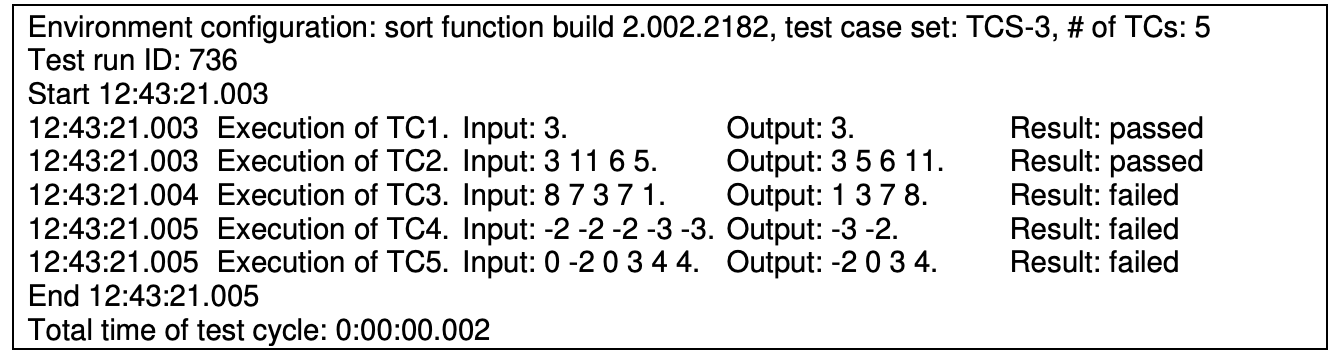 Environment configuration: sort function build 2.002.2182, test case set: TCS-3, # of TCs: 5
Test run ID: 736
Start 12:43:21.003
12:43:21.003 Execution of TC1. Input: 3. Output: 3. Result: passed
12:43:21.003 Execution of TC2. Input: 3 11 6 5. Output: 3 5 6 11. Result: passed
12:43:21.004 Execution of TC3. Input: 8 7 3 7 1. Output: 1 3 7 8. Result: failed
12:43:21.005 Execution of TC4. Input: -2 -2 -2 -3 -3. Output: -3 -2. Result: failed
12:43:21.005 Execution of TC5. Input: 0 -2 0 3 4 4. Output: -2 0 3 4. Result: failed
End 12:43:21.005
Total time of test cycle: 0:00:00.002